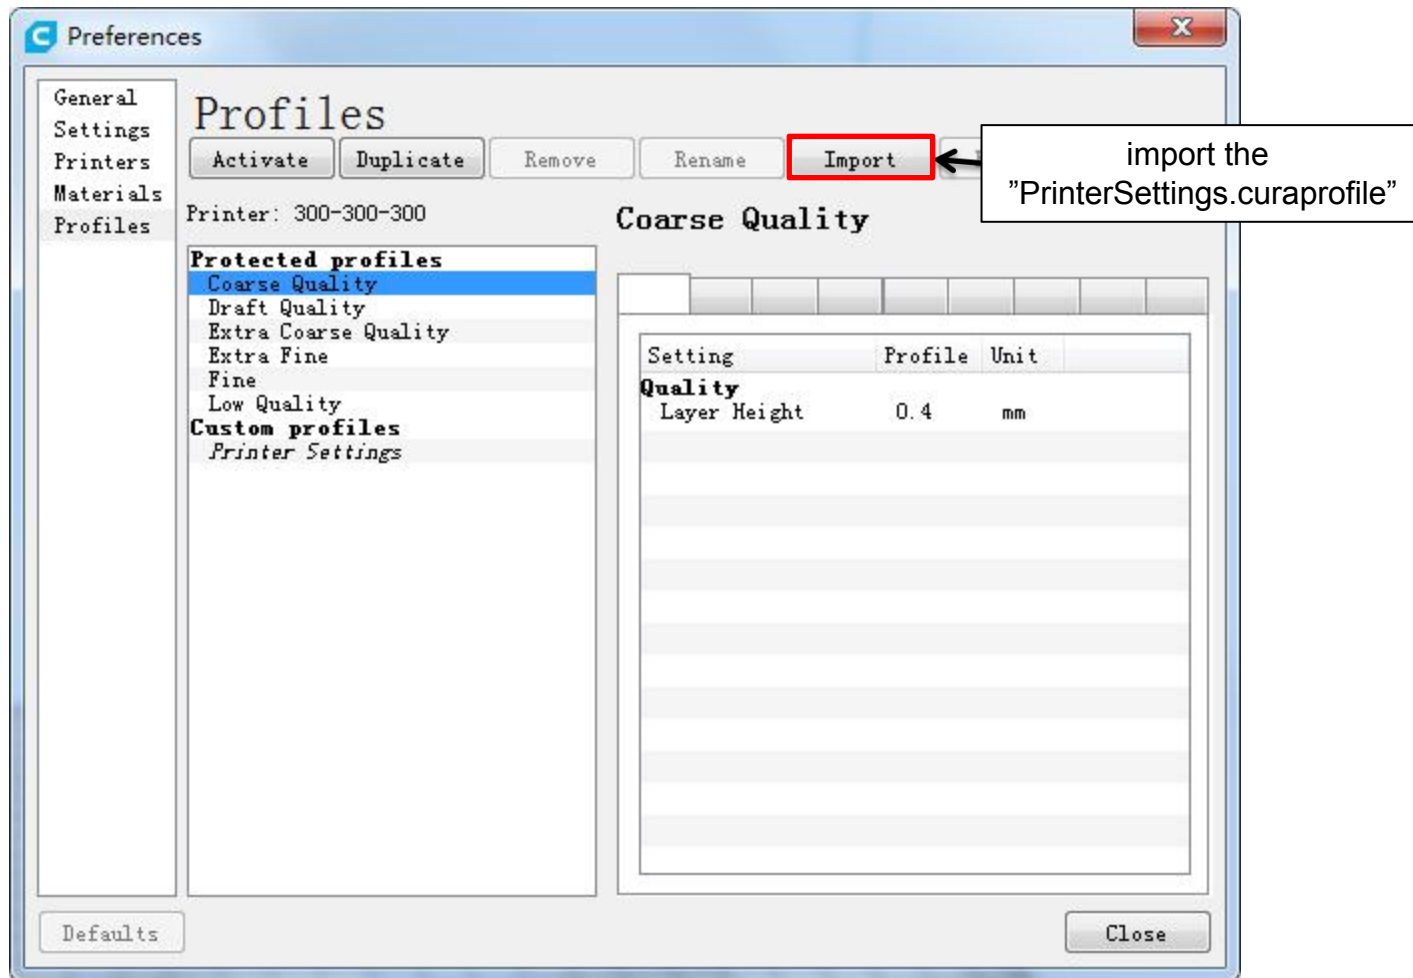 Preferences
General
Settings
Printers
Materials
Profiles
Profiles
Activate
Duplicate
Remove
Rename
Import
import the
”PrinterSettings.curaprofile”
Printer: 300-300-300
Protected profiles
Coarse Quality
Draft Quality
Extra Coarse Quality
Extra Fine
Fine
Low Quality
Custom profiles
Printer Settings
Coarse Quality
Setting Profile Unit
Quality
Layer Height 0.4 mm
Defaults
Close